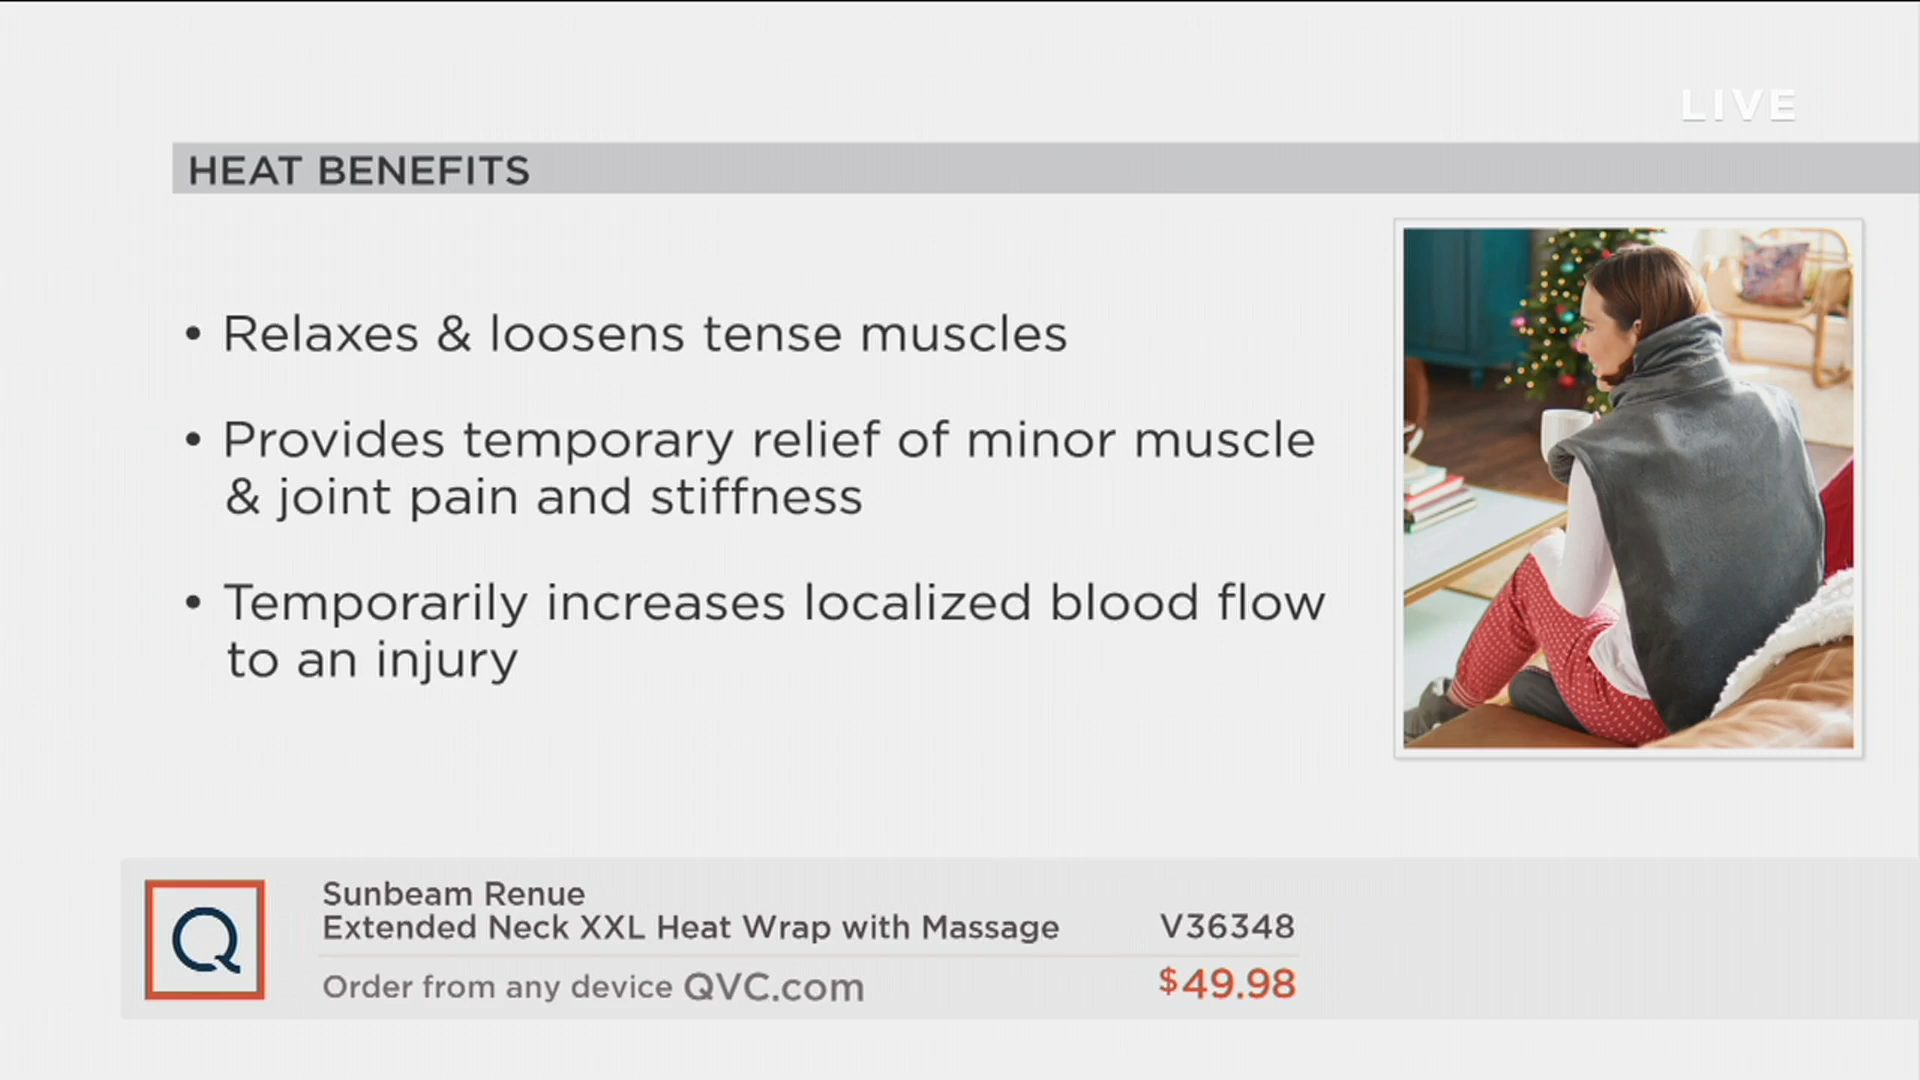 LIVE
HEAT BENEFITS
• Relaxes & loosens tense muscles
• Provides temporary relief of minor muscle
& joint pain and stiffness
• Temporarily increases localized blood flow
to an injury
Q
Sunbeam Renue
Extended Neck XXL Heat Wrap with Massage V36348
Order from any device QVC.com $49.98